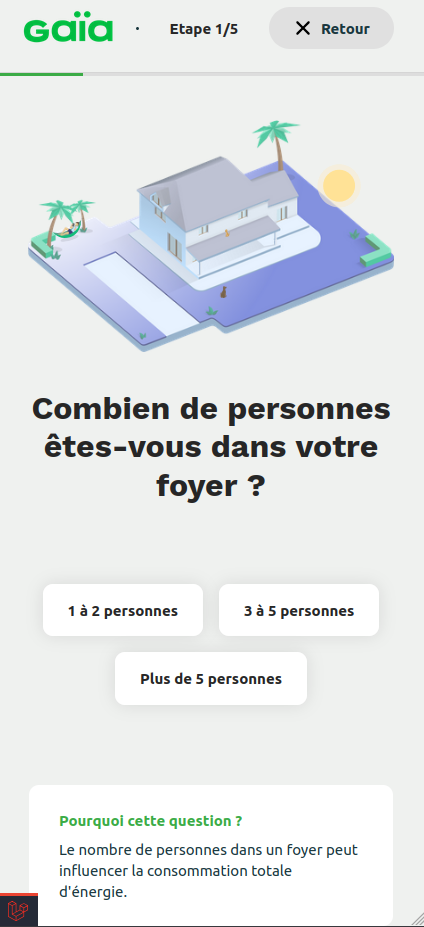 Gaïa · Etape 1/5 Retour
Combien de personnes
êtes-vous dans votre
foyer ?
1 à 2 personnes 3 à 5 personnes
Plus de 5 personnes
Pourquoi cette question ?
Le nombre de personnes dans un foyer peut
influencer la consommation totale
d'énergie.